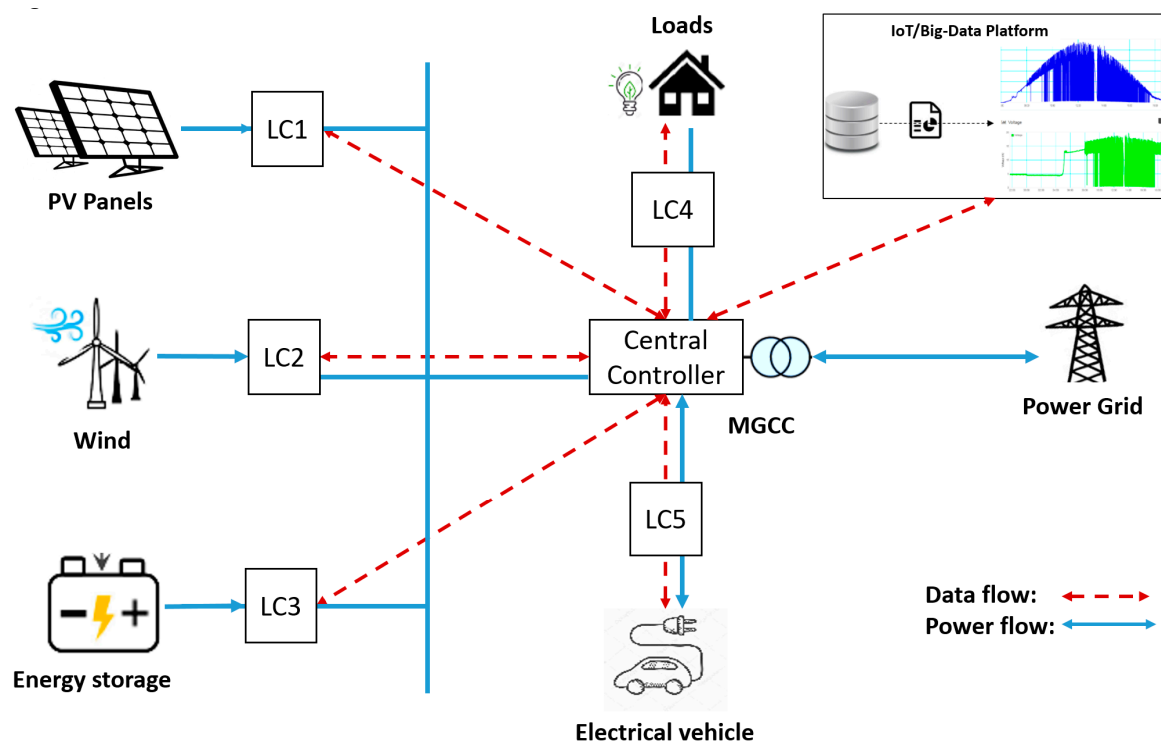 Loads
IoT/Big-Data Platform
LC1
PV Panels
LC4
LC2
Wind
Central
Controller
MGCC
Power Grid
LC3
Energy storage
LC5
Data flow:
Power flow:
Electrical vehicle